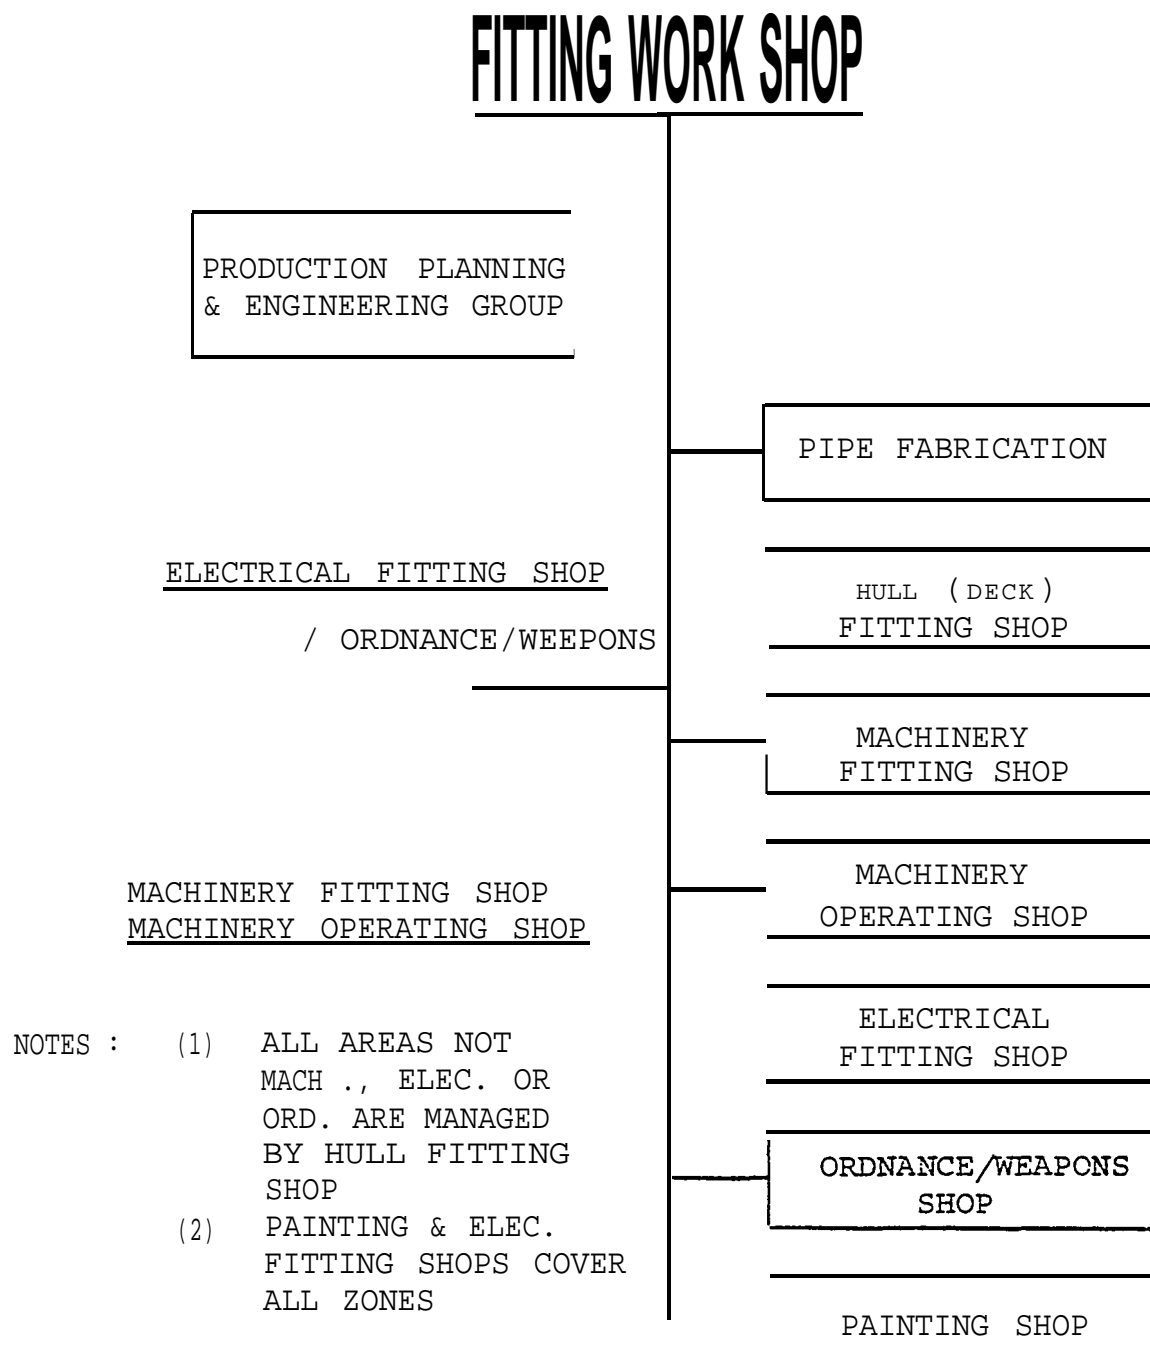 FITTING WORK SHOP
PRODUCTION PLANNING
& ENGINEERING GROUP
PIPE FABRICATION
ELECTRICAL FITTING SHOP
/ ORDNANCE/WEEPONS
HULL (DECK)
FITTING SHOP
MACHINERY
FITTING SHOP
MACHINERY
OPERATING SHOP
MACHINERY FITTING SHOP
MACHINERY OPERATING SHOP
ELECTRICAL
FITTING SHOP
ORDNANCE/WEAPONS
SHOP
PAINTING SHOP
NOTES : (1) ALL AREAS NOT
MACH ., ELEC. OR
ORD. ARE MANAGED
BY HULL FITTING
SHOP
(2) PAINTING & ELEC.
FITTING SHOPS COVER
ALL ZONES